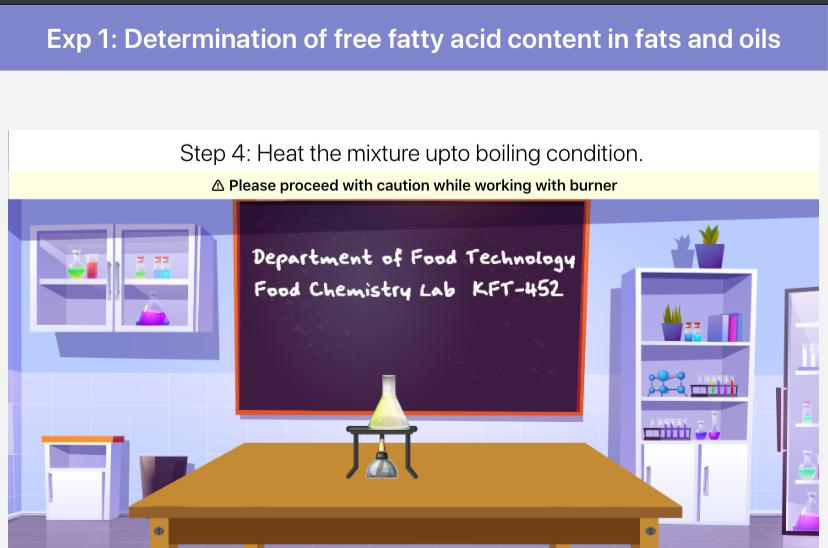 Exp 1: Determination of free fatty acid content in fats and oils
Step 4: Heat the mixture upto boiling condition.
⚠ Please proceed with caution while working with burner
Department of Food Technology
Food Chemistry Lab KFT-452